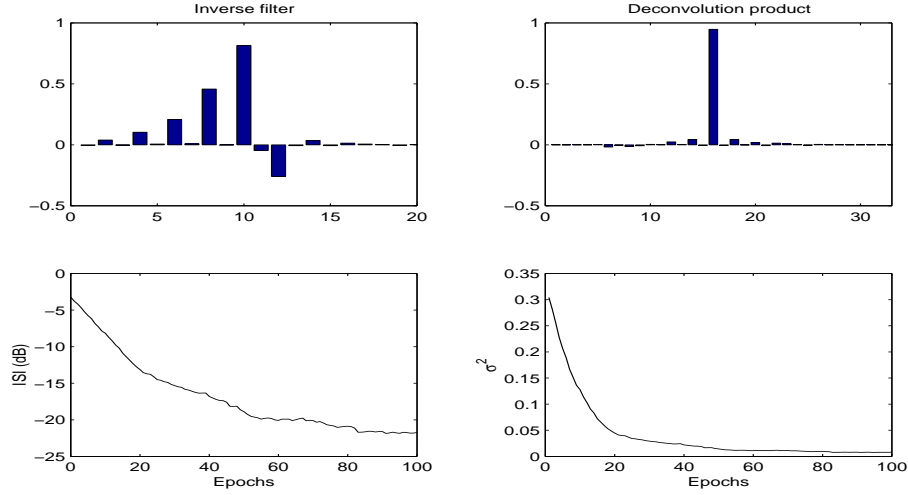 Inverse filter
1
0.5
0
−0.5
0 5 10 15 20
Deconvolution product
1
0.5
0
−0.5
10 20 30
0
−5
−10
−15
−20
−25
ISI (dB)
0 20 40 60 80 100
Epochs
0.35
0.3
0.25
0.2
0.15
0.1
0.05
0
σ²
0 20 40 60 80 100
Epochs